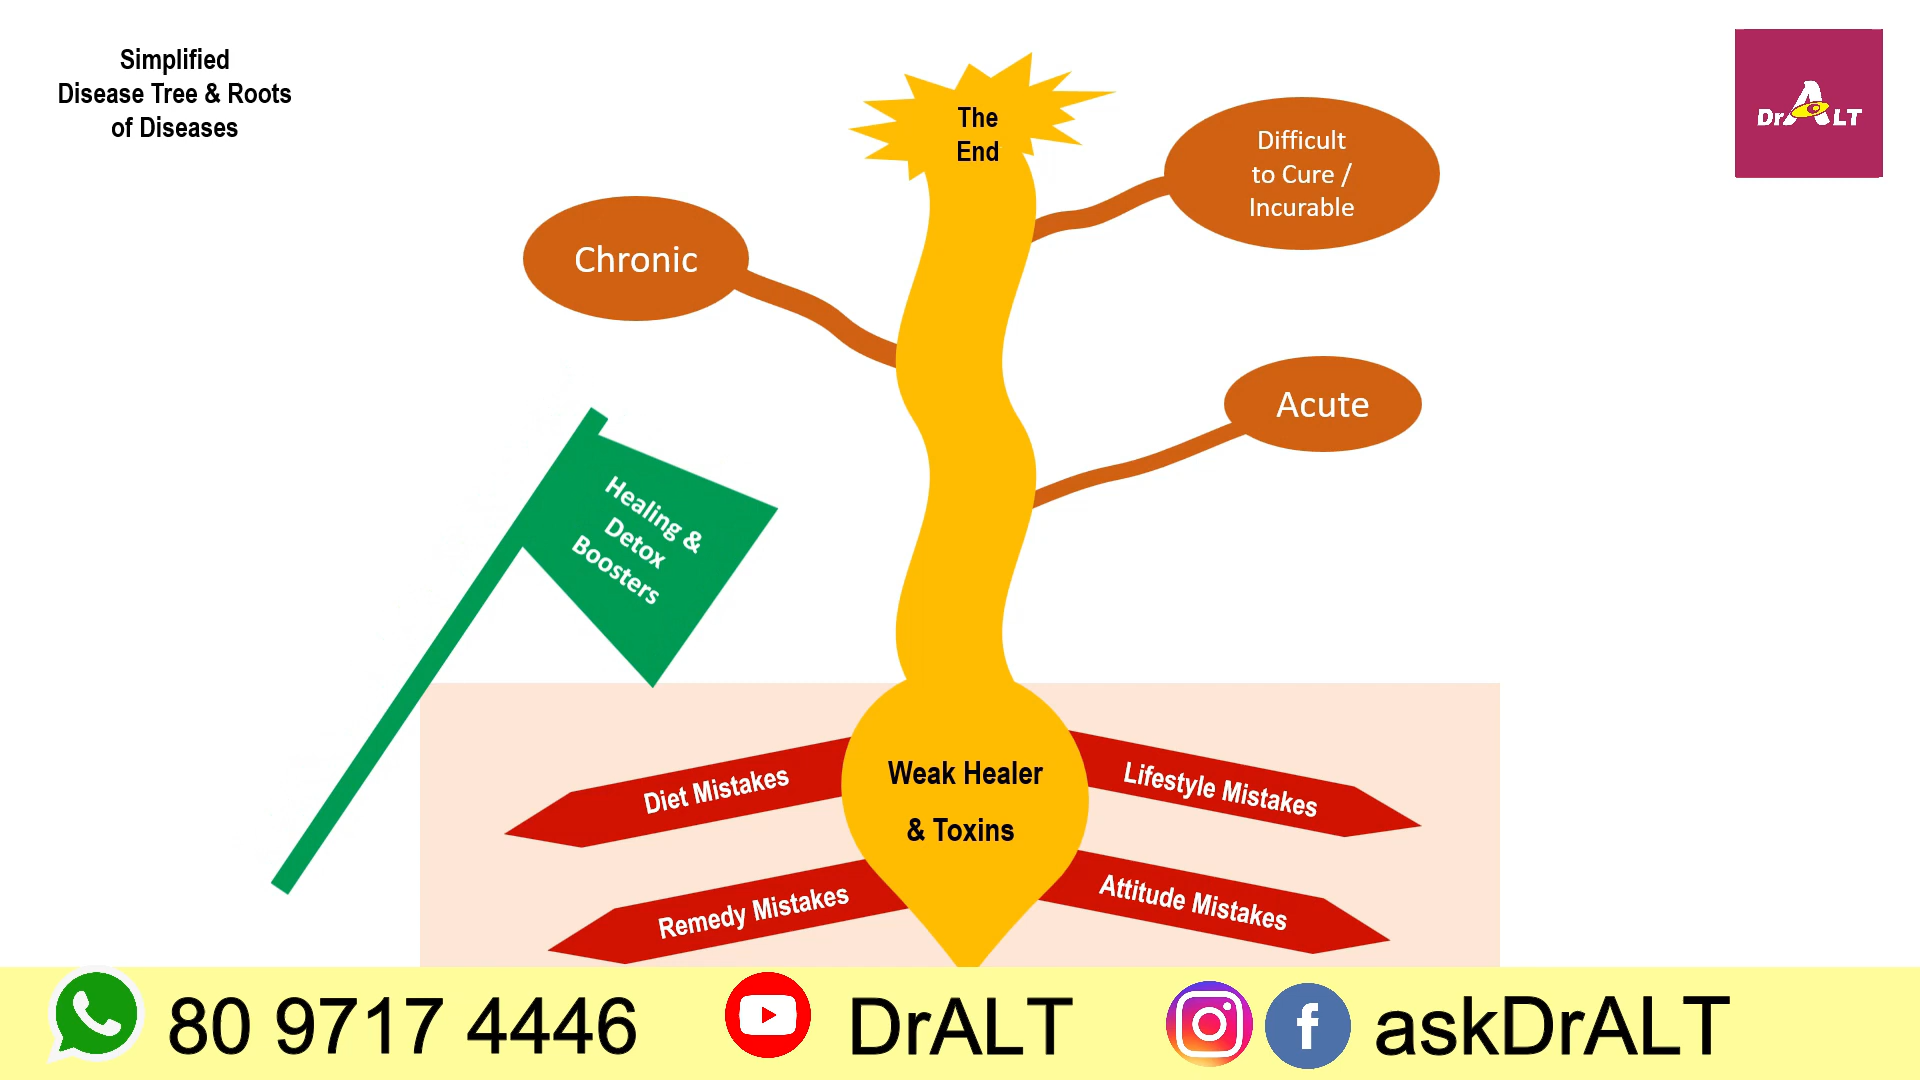 Simplified
Disease Tree & Roots
of Diseases
The
End
DrALT
Difficult
to Cure /
Incurable
Chronic
Acute
Healing &
Detox
Boosters
Weak Healer
& Toxins
Diet Mistakes
Lifestyle Mistakes
Remedy Mistakes
Attitude Mistakes
80 9717 4446
DrALT
askDrALT